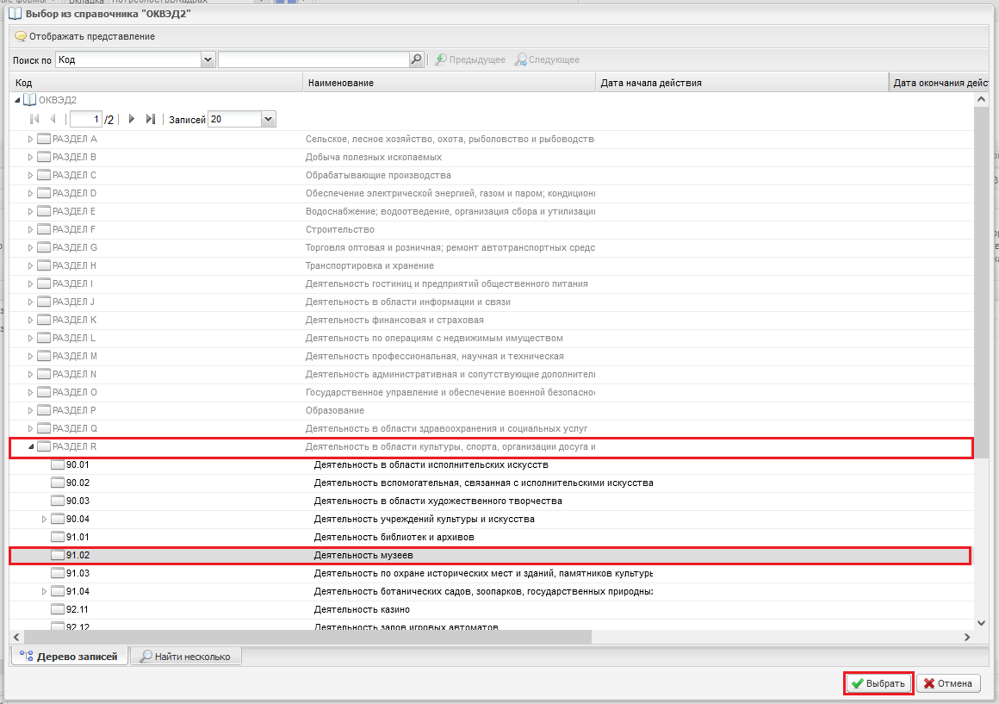 Вкладка
Выбор из справочника "ОКВЭД2"
Отображать представление
Поиск по Код Предыдущее Следующее
Код Наименование Дата начала действия Дата окончания дейст
ОКВЭД2
1 /2 Записей 20
РАЗДЕЛ A Сельское, лесное хозяйство, охота, рыболовство и рыбоводств
РАЗДЕЛ B Добыча полезных ископаемых
РАЗДЕЛ C Обрабатывающие производства
РАЗДЕЛ D Обеспечение электрической энергией, газом и паром; кондицион
РАЗДЕЛ E Водоснабжение; водоотведение, организация сбора и утилизаци
РАЗДЕЛ F Строительство
РАЗДЕЛ G Торговля оптовая и розничная; ремонт автотранспортных средс
РАЗДЕЛ H Транспортировка и хранение
РАЗДЕЛ I Деятельность гостиниц и предприятий общественного питания
РАЗДЕЛ J Деятельность в области информации и связи
РАЗДЕЛ K Деятельность финансовая и страховая
РАЗДЕЛ L Деятельность по операциям с недвижимым имуществом
РАЗДЕЛ M Деятельность профессиональная, научная и техническая
РАЗДЕЛ N Деятельность административная и сопутствующие дополнител
РАЗДЕЛ O Государственное управление и обеспечение военной безопасно
РАЗДЕЛ P Образование
РАЗДЕЛ Q Деятельность в области здравоохранения и социальных услуг
РАЗДЕЛ R Деятельность в области культуры, спорта, организации досуга и
90.01 Деятельность в области исполнительских искусств
90.02 Деятельность вспомогательная, связанная с исполнительскими искусства
90.03 Деятельность в области художественного творчества
90.04 Деятельность учреждений культуры и искусства
91.01 Деятельность библиотек и архивов
91.02 Деятельность музеев
91.03 Деятельность по охране исторических мест и зданий, памятников культуры
91.04 Деятельность ботанических садов, зоопарков, государственных природны
92.11 Деятельность казино
92.12 Деятельность залов игровых автоматов
Дерево записей Найти несколько
Выбрать Отмена